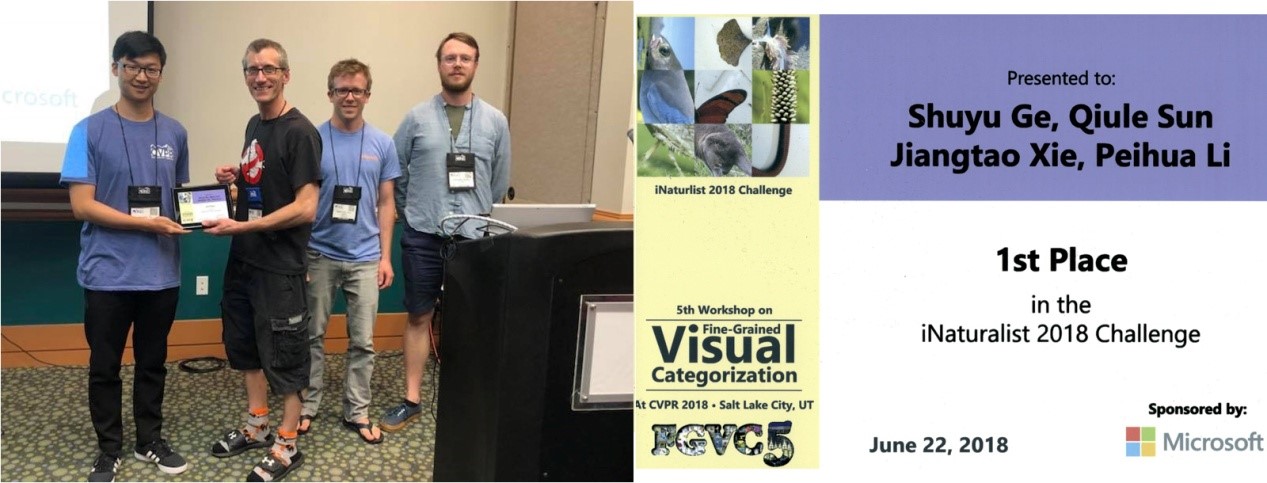 crosoft
CVPR
iNaturlist 2018 Challenge
5th Workshop on
Fine-Grained
Visual
Categorization
At CVPR 2018 • Salt Lake City, UT
FGVC5
Presented to:
Shuyu Ge, Qiule Sun
Jiangtao Xie, Peihua Li
1st Place
in the
iNaturalist 2018 Challenge
June 22, 2018
Sponsored by:
Microsoft